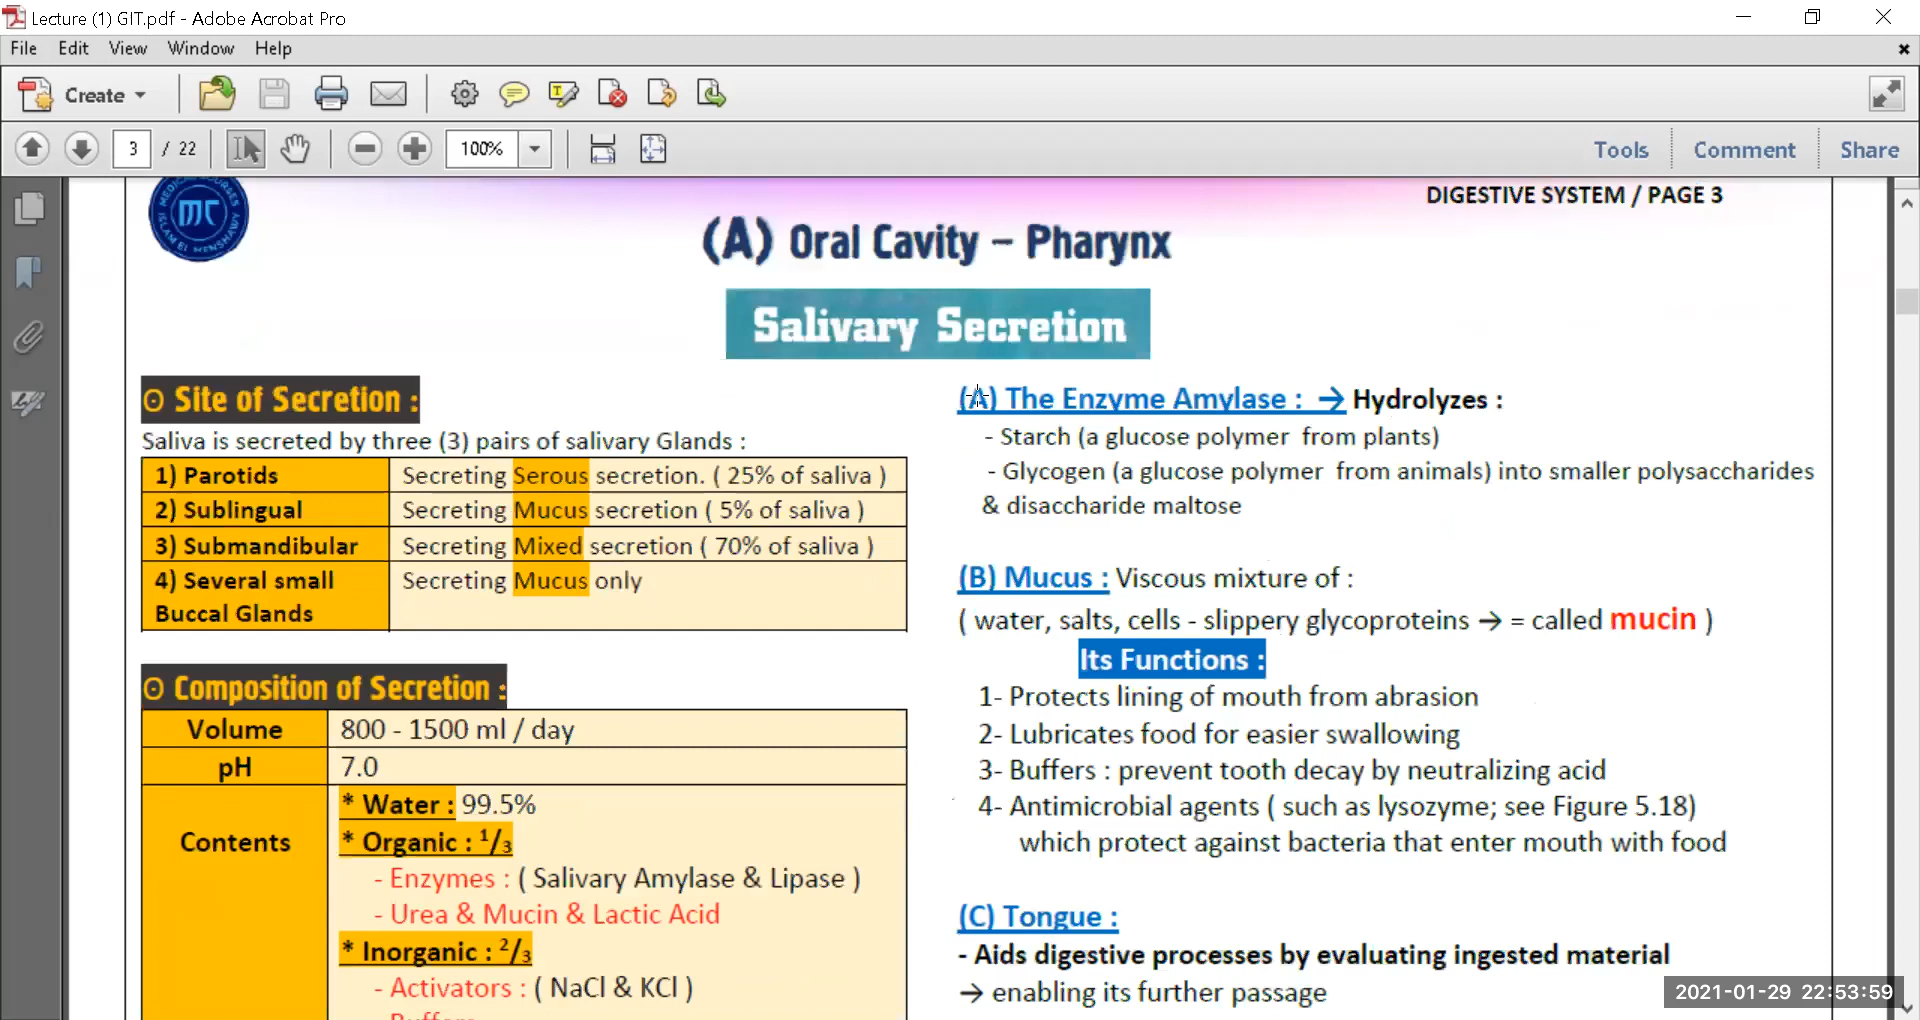 Lecture (1) GIT.pdf - Adobe Acrobat Pro
File Edit View Window Help
Create
3 / 22 100% Tools Comment Share
MEDICAL COURSES
MC
ISLAM EL HENSHAWY
DIGESTIVE SYSTEM / PAGE 3
(A) Oral Cavity – Pharynx
Salivary Secretion
⊙ Site of Secretion :
Saliva is secreted by three (3) pairs of salivary Glands :
1) Parotids Secreting Serous secretion. ( 25% of saliva )
2) Sublingual Secreting Mucus secretion ( 5% of saliva )
3) Submandibular Secreting Mixed secretion ( 70% of saliva )
4) Several small Secreting Mucus only
Buccal Glands
⊙ Composition of Secretion :
Volume 800 - 1500 ml / day
pH 7.0
Contents
* Water : 99.5%
* Organic : 1/3
- Enzymes : ( Salivary Amylase & Lipase )
- Urea & Mucin & Lactic Acid
* Inorganic : 2/3
- Activators : ( NaCl & KCl )
(A) The Enzyme Amylase : → Hydrolyzes :
- Starch (a glucose polymer from plants)
- Glycogen (a glucose polymer from animals) into smaller polysaccharides
& disaccharide maltose
(B) Mucus : Viscous mixture of :
( water, salts, cells - slippery glycoproteins → = called mucin )
Its Functions :
1- Protects lining of mouth from abrasion
2- Lubricates food for easier swallowing
3- Buffers : prevent tooth decay by neutralizing acid
4- Antimicrobial agents ( such as lysozyme; see Figure 5.18)
which protect against bacteria that enter mouth with food
(C) Tongue :
- Aids digestive processes by evaluating ingested material
→ enabling its further passage
2021-01-29 22:53:59